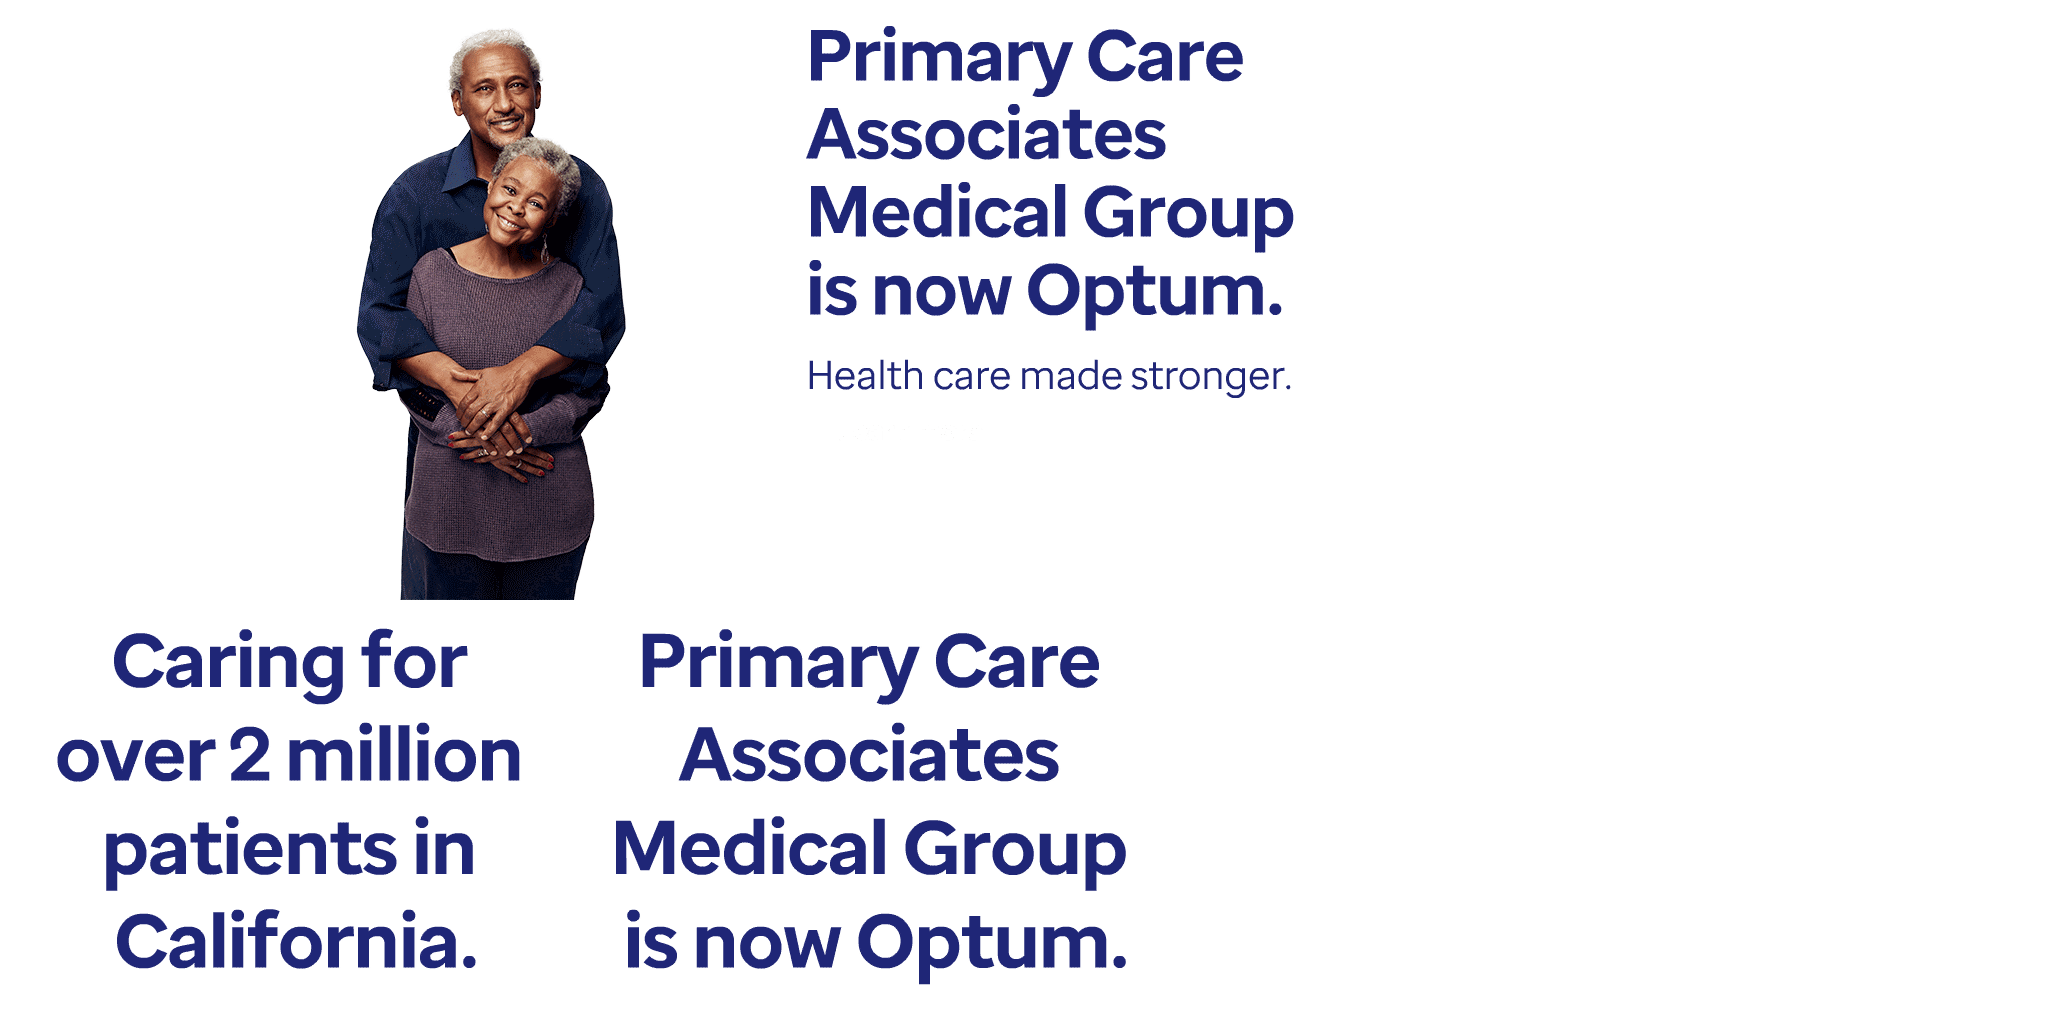 Primary Care
Associates
Medical Group
is now Optum.
Health care made stronger.
Caring for
over 2 million
patients in
California.
Primary Care
Associates
Medical Group
is now Optum.